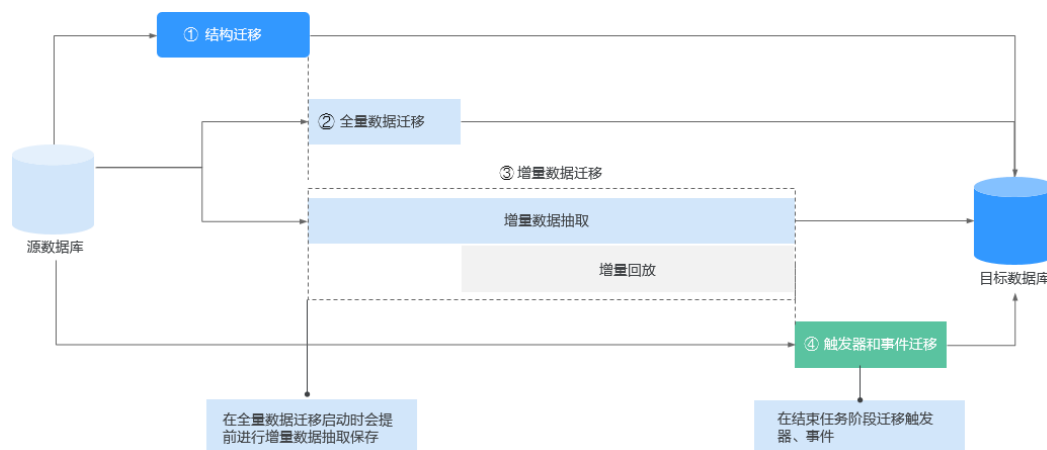 ① 结构迁移
② 全量数据迁移
③ 增量数据迁移
增量数据抽取
源数据库
增量回放
目标数据库
④ 触发器和事件迁移
在全量数据迁移启动时会提
前进行增量数据抽取保存
在结束任务阶段迁移触发
器、事件